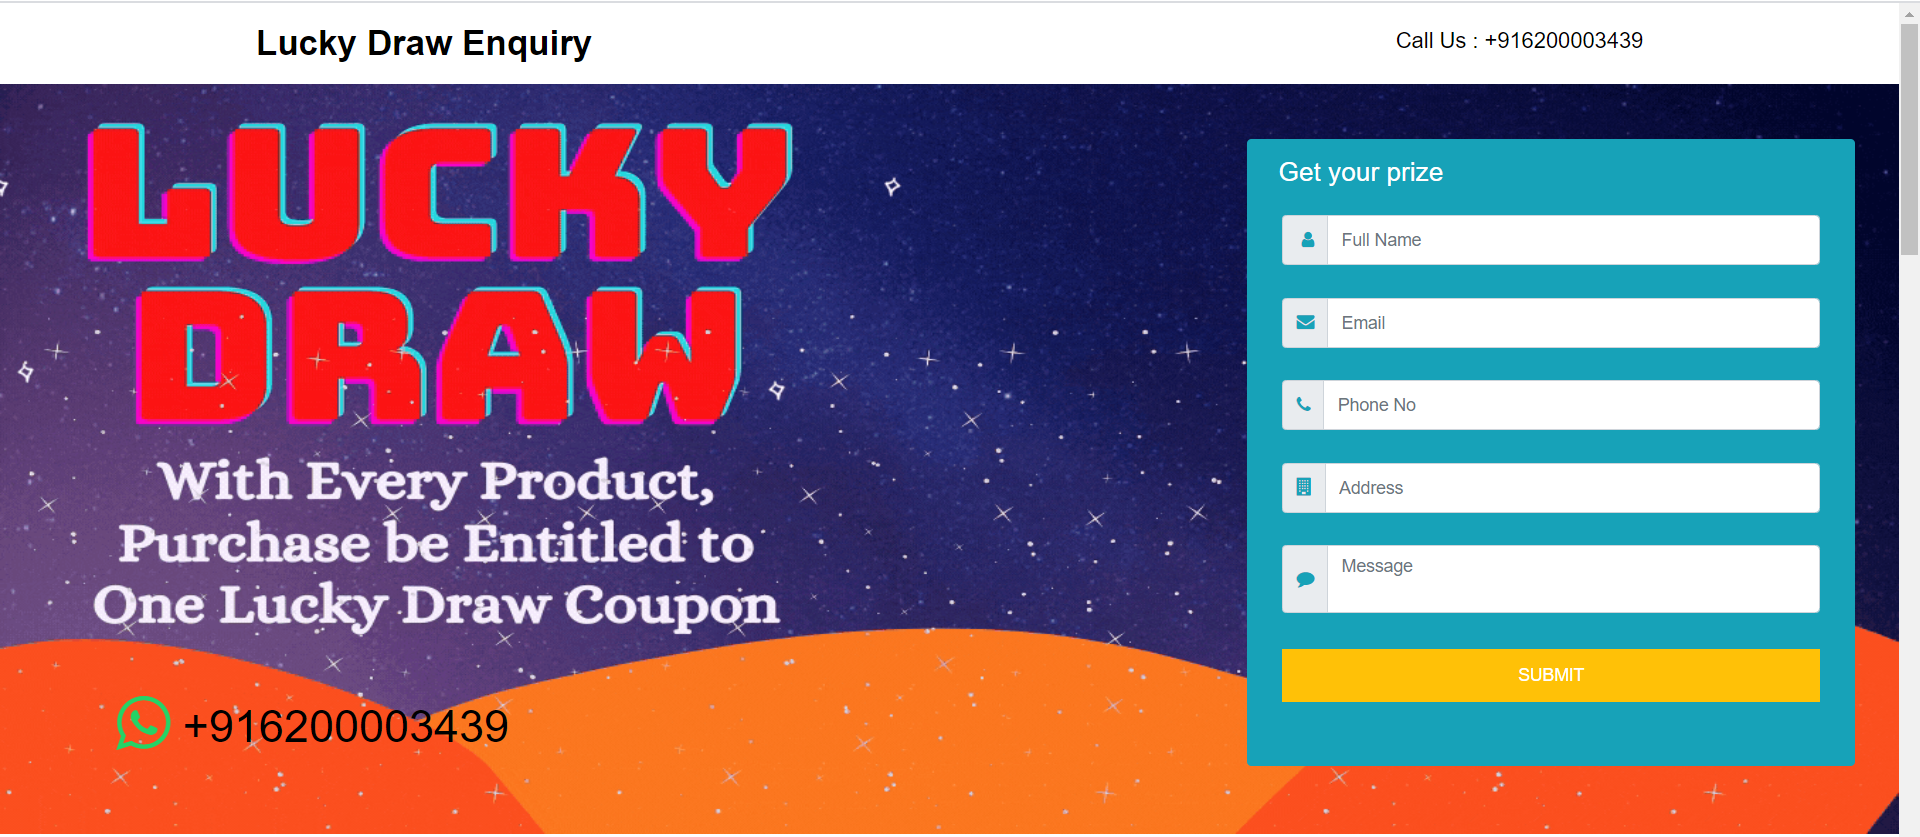 Lucky Draw Enquiry
Call Us : +916200003439
LUCKY
DRAW
With Every Product,
Purchase be Entitled to
One Lucky Draw Coupon
+916200003439
Get your prize
Full Name
Email
Phone No
Address
Message
SUBMIT